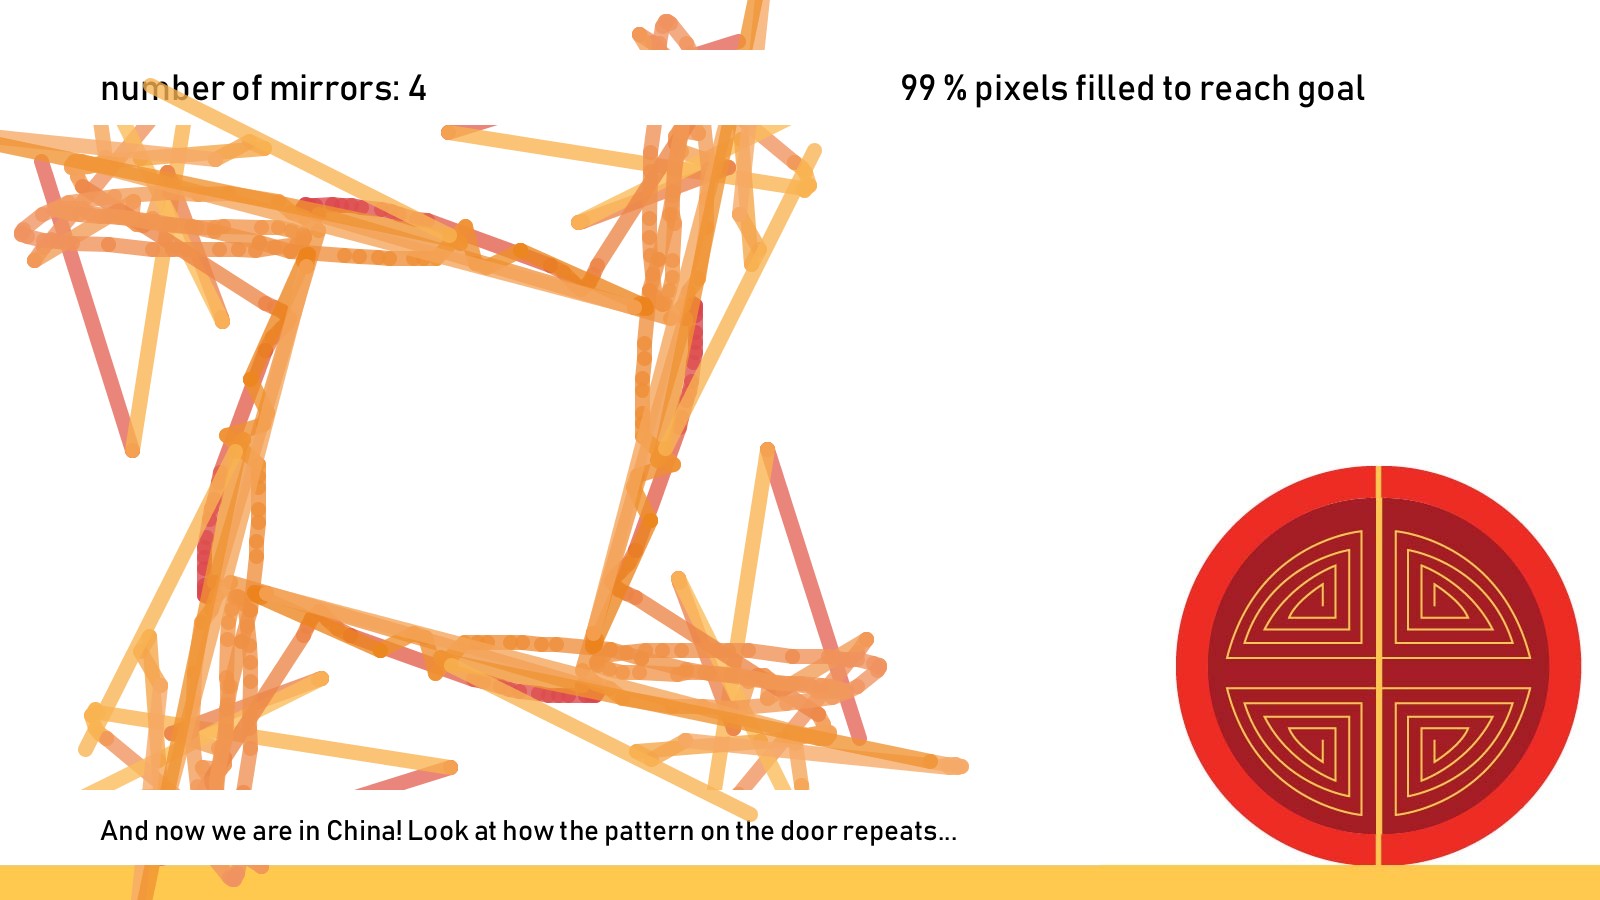 number of mirrors: 4
99 % pixels filled to reach goal
And now we are in China! Look at how the pattern on the door repeats...